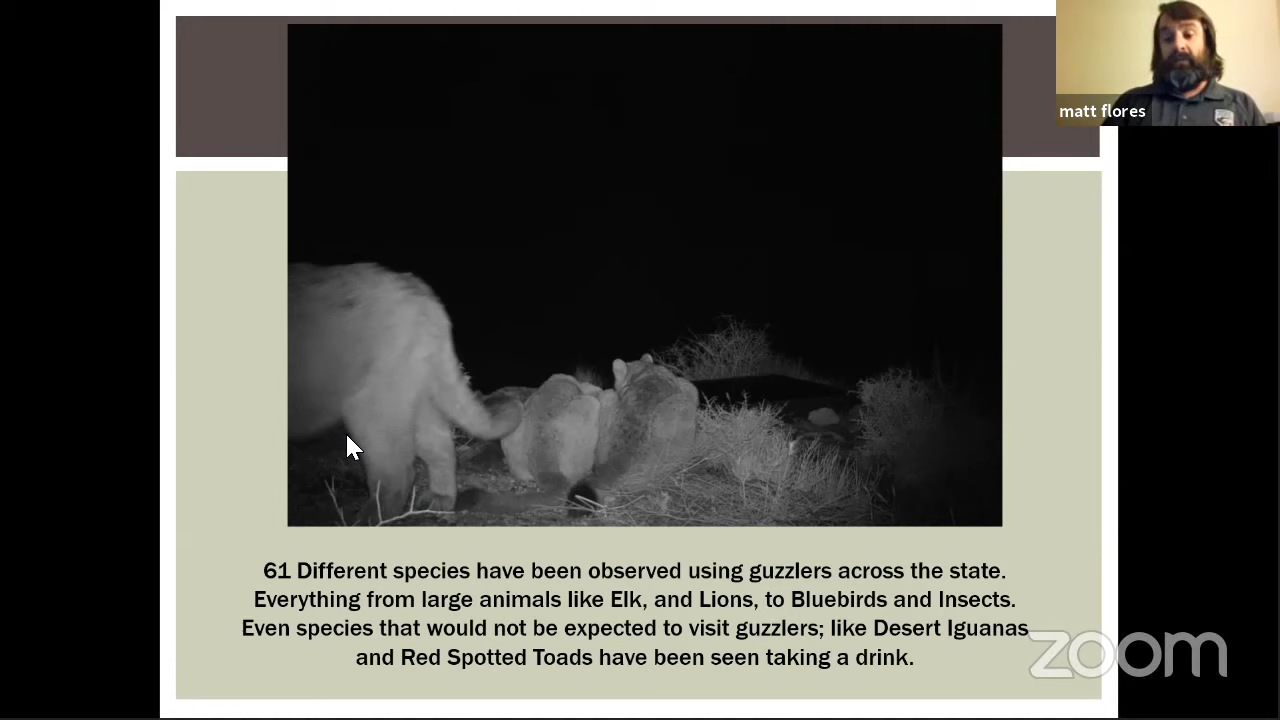 matt flores
61 Different species have been observed using guzzlers across the state.
Everything from large animals like Elk, and Lions, to Bluebirds and Insects.
Even species that would not be expected to visit guzzlers; like Desert Iguanas
and Red Spotted Toads have been seen taking a drink.
zoom